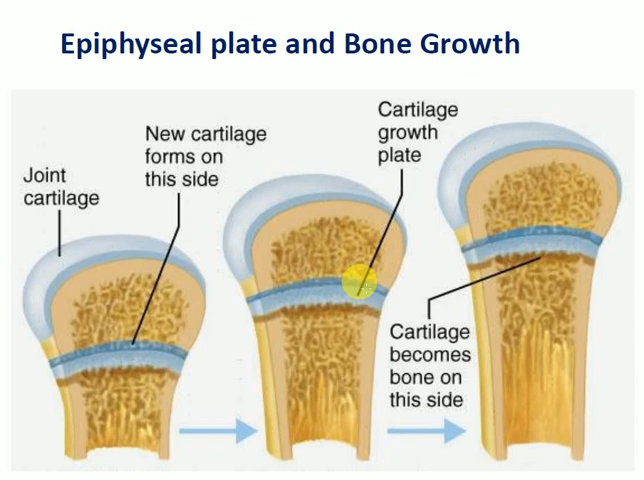 Epiphyseal plate and Bone Growth
Joint
cartilage
New cartilage
forms on
this side
Cartilage
growth
plate
Cartilage
becomes
bone on
this side